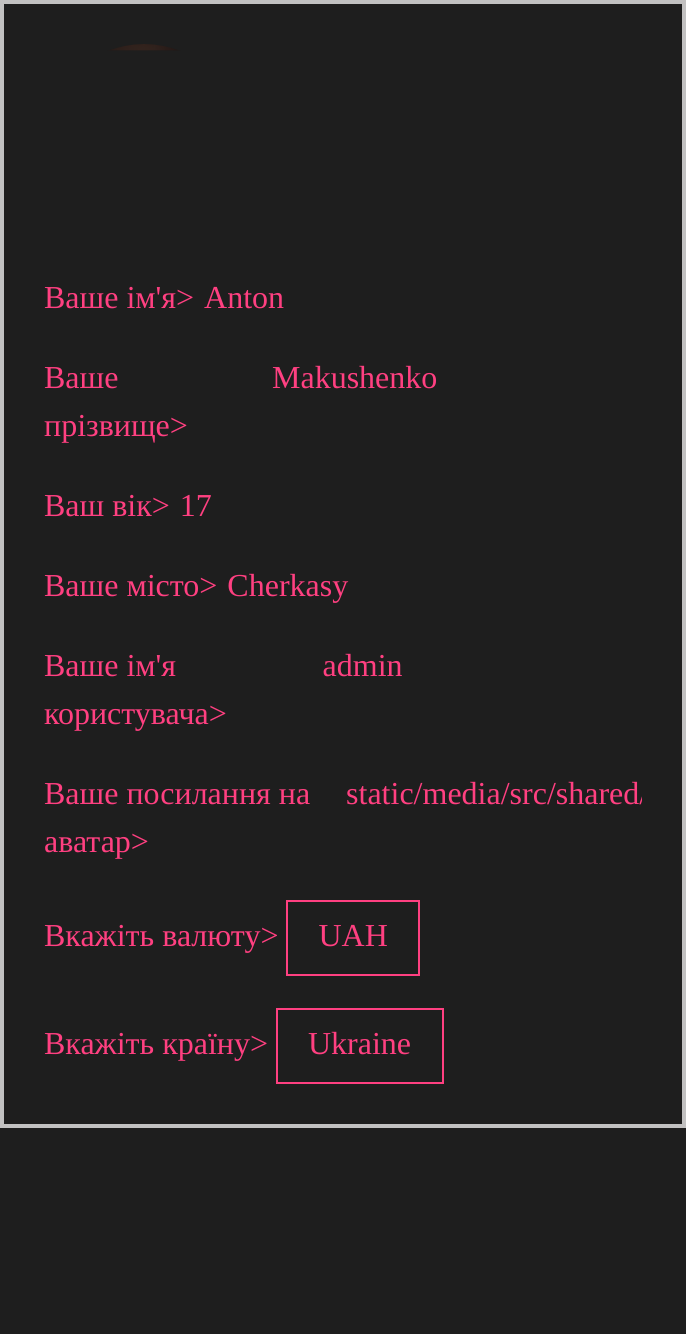 Ваше ім'я> Anton
Ваше Makushenko
прізвище>
Ваш вік> 17
Ваше місто> Cherkasy
Ваше ім'я admin
користувача>
Ваше посилання на static/media/src/shared/
аватар>
Вкажіть валюту> UAH
Вкажіть країну> Ukraine